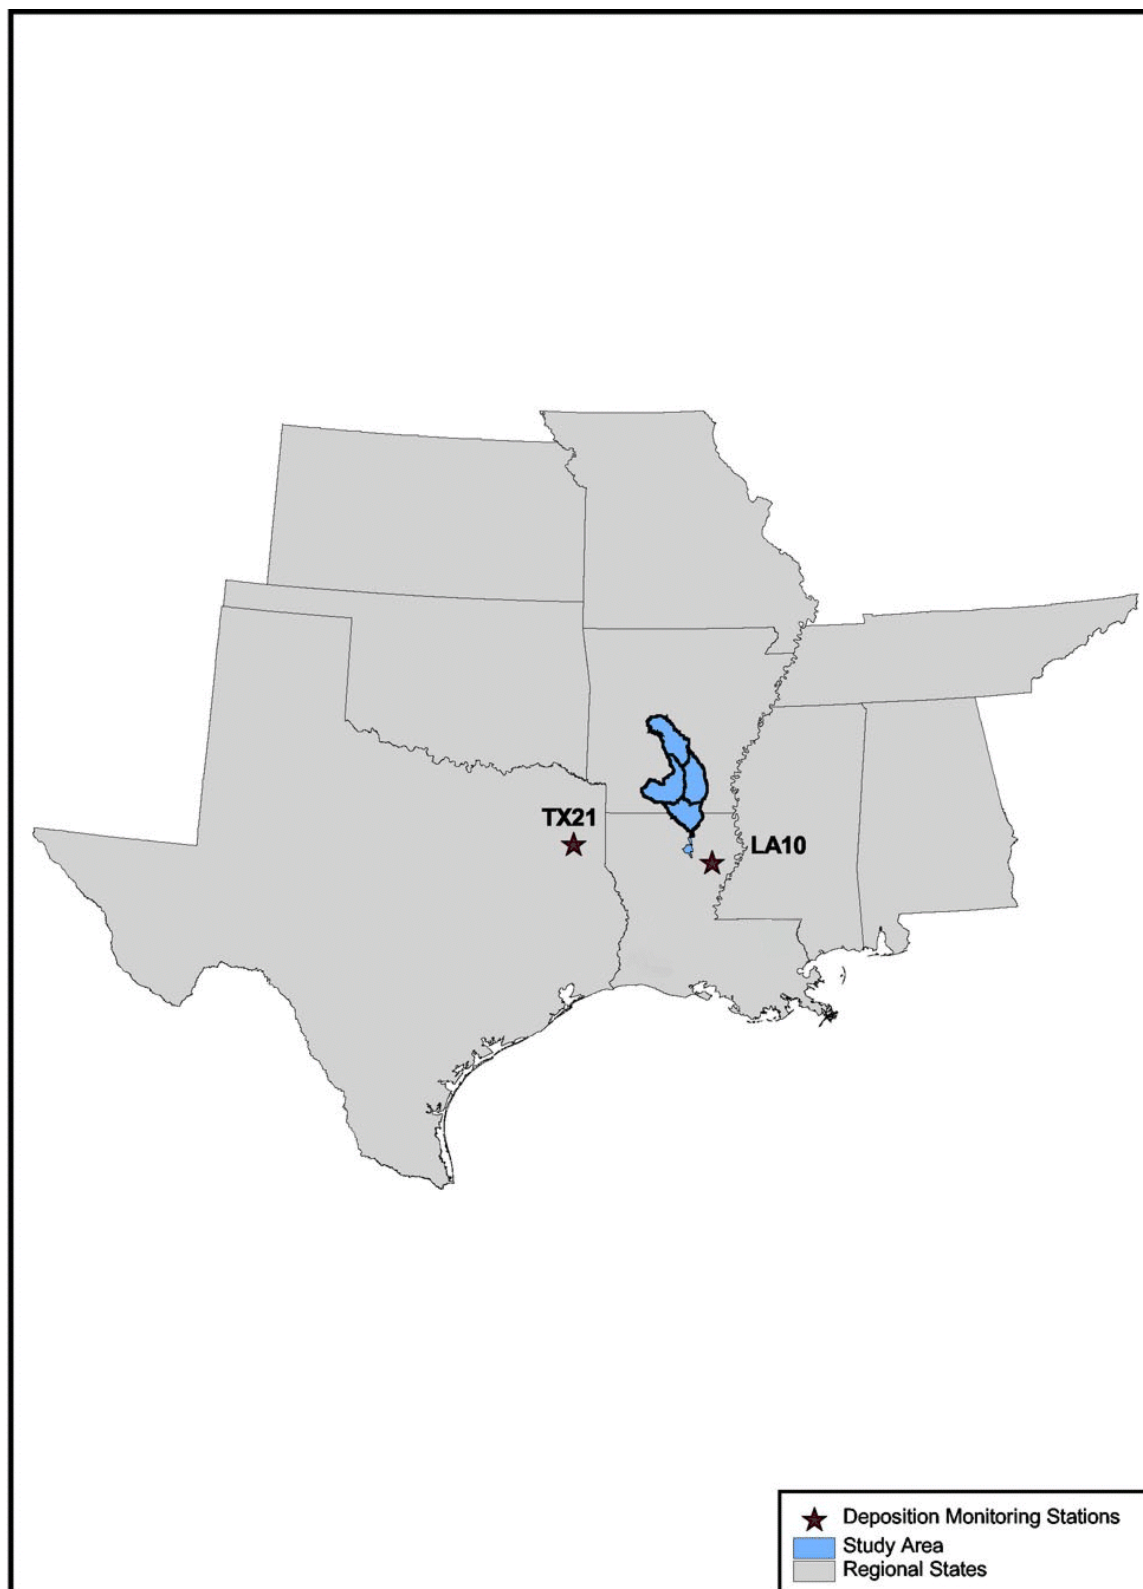 TX21
LA10
Deposition Monitoring Stations
Study Area
Regional States